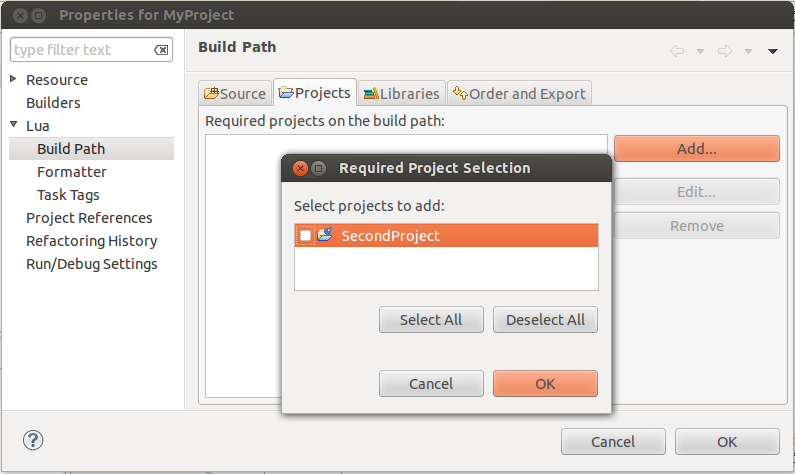 Properties for MyProject
type filter text
Resource
Builders
Lua
Build Path
Formatter
Task Tags
Project References
Refactoring History
Run/Debug Settings
Build Path
Source
Projects
Libraries
Order and Export
Required projects on the build path:
Add...
Edit...
Remove
Required Project Selection
Select projects to add:
SecondProject
Select All
Deselect All
Cancel
OK
?
Cancel
OK